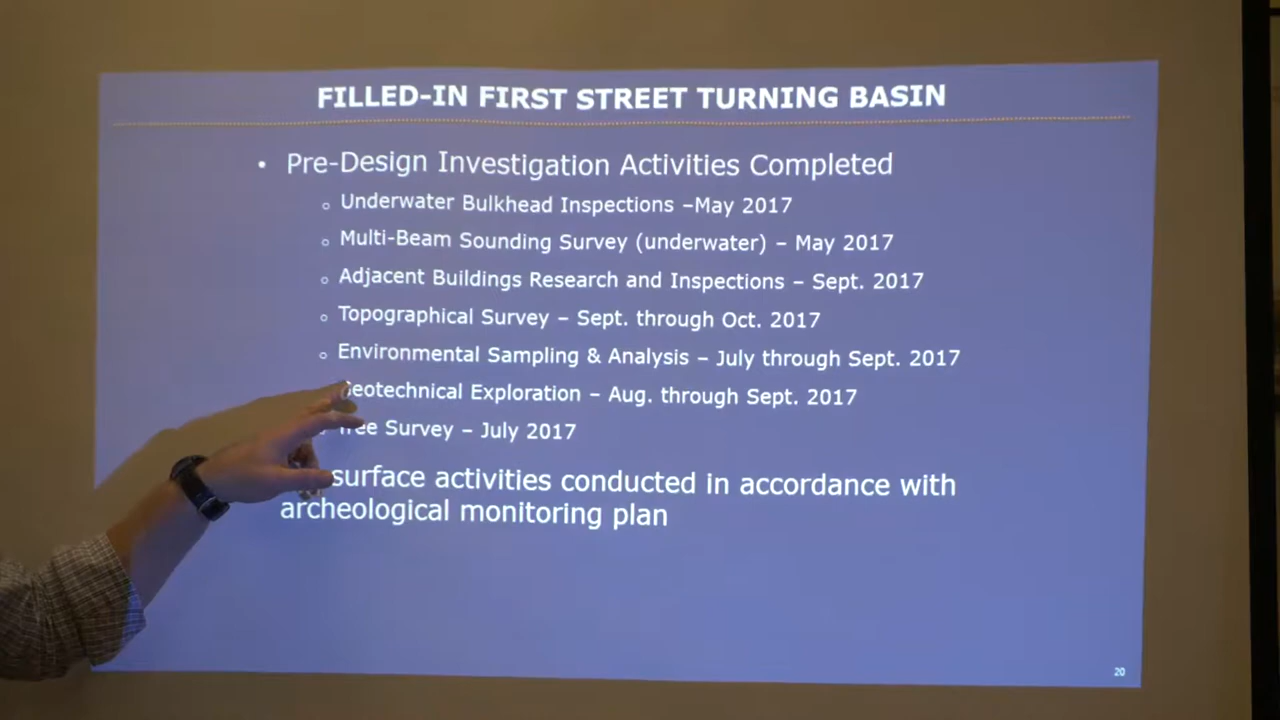 FILLED-IN FIRST STREET TURNING BASIN
• Pre-Design Investigation Activities Completed
o Underwater Bulkhead Inspections –May 2017
o Multi-Beam Sounding Survey (underwater) – May 2017
o Adjacent Buildings Research and Inspections – Sept. 2017
o Topographical Survey – Sept. through Oct. 2017
o Environmental Sampling & Analysis – July through Sept. 2017
Geotechnical Exploration – Aug. through Sept. 2017
Tree Survey – July 2017
surface activities conducted in accordance with
archeological monitoring plan
20